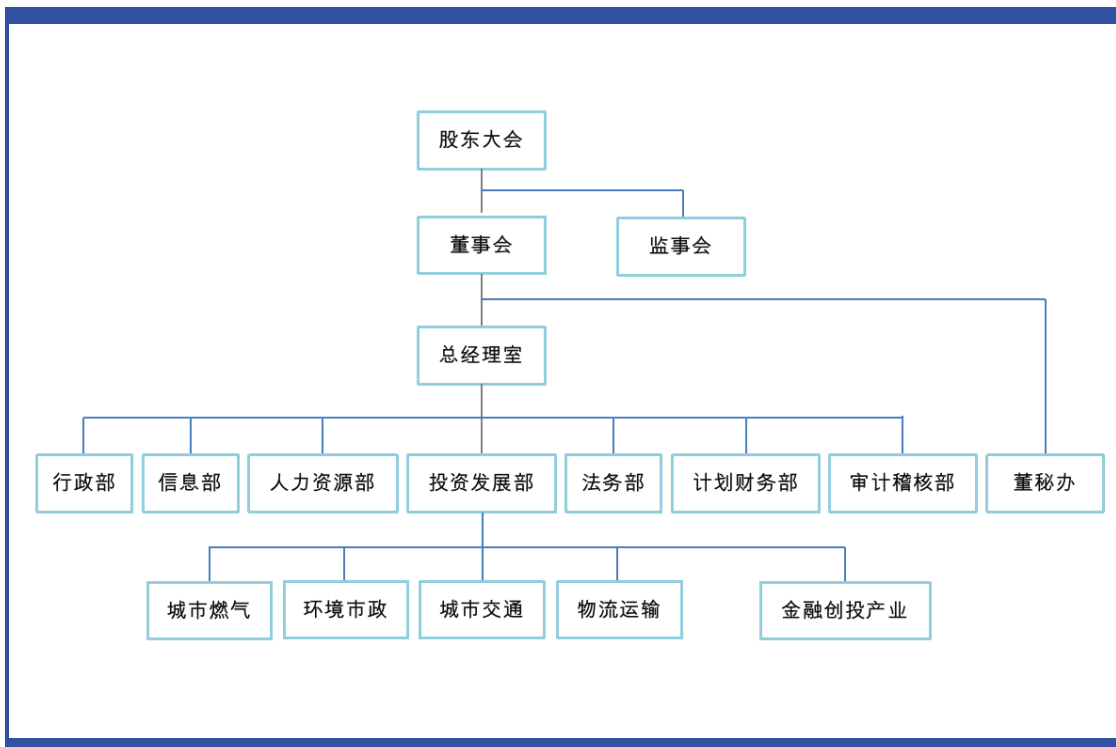 股东大会
董事会
监事会
总经理室
行政部
信息部
人力资源部
投资发展部
法务部
计划财务部
审计稽核部
董秘办
城市燃气
环境市政
城市交通
物流运输
金融创投产业